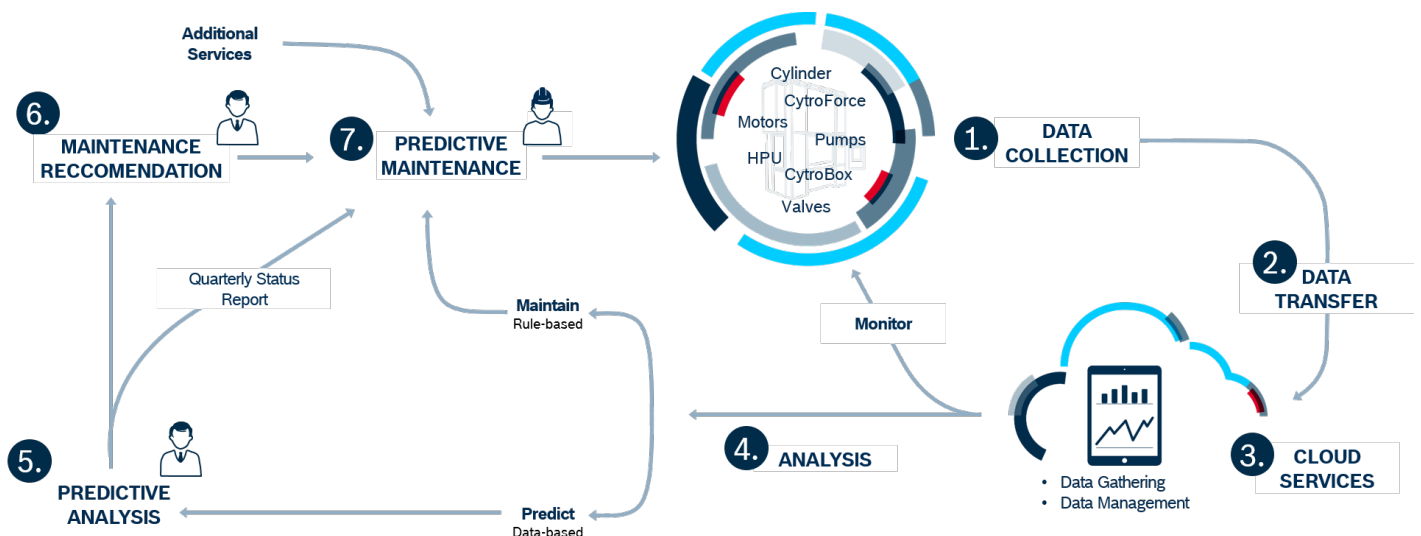 Additional
Services
6.
MAINTENANCE
RECCOMENDATION
7.
PREDICTIVE
MAINTENANCE
Cylinder
CytroForce
Motors
Pumps
HPU
CytroBox
Valves
1.
DATA
COLLECTION
2.
DATA
TRANSFER
3.
CLOUD
SERVICES
• Data Gathering
• Data Management
Monitor
4.
ANALYSIS
Maintain
Rule-based
Predict
Data-based
5.
PREDICTIVE
ANALYSIS
Quarterly Status
Report